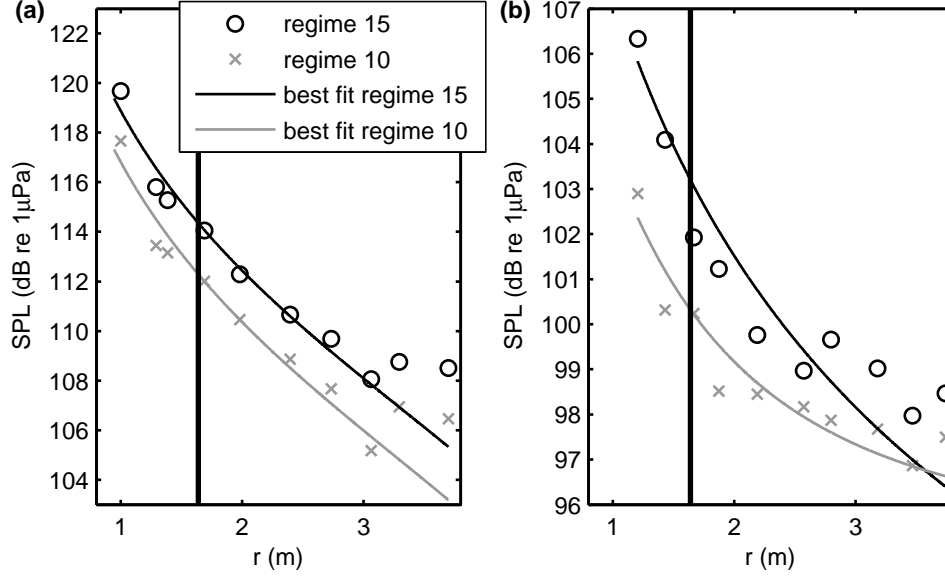 (a)
122
120
118
116
114
112
110
108
106
104
SPL (dB re 1μPa)
1
2
3
r (m)
regime 15
regime 10
best fit regime 15
best fit regime 10
(b)
107
106
105
104
103
102
101
100
99
98
97
96
SPL (dB re 1μPa)
1
2
3
r (m)